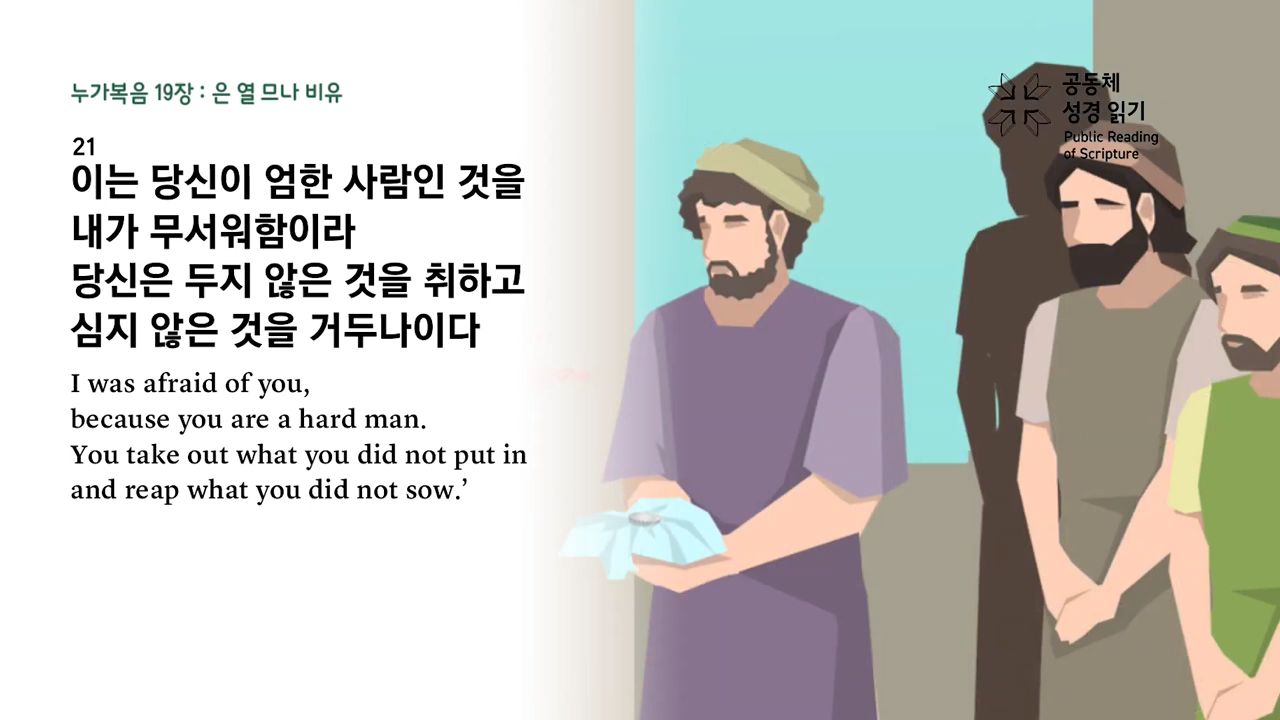 누가복음 19장 : 은 열 므나 비유
21
이는 당신이 엄한 사람인 것을
내가 무서워함이라
당신은 두지 않은 것을 취하고
심지 않은 것을 거두나이다
I was afraid of you,
because you are a hard man.
You take out what you did not put in
and reap what you did not sow.’
공동체
성경 읽기
Public Reading
of Scripture